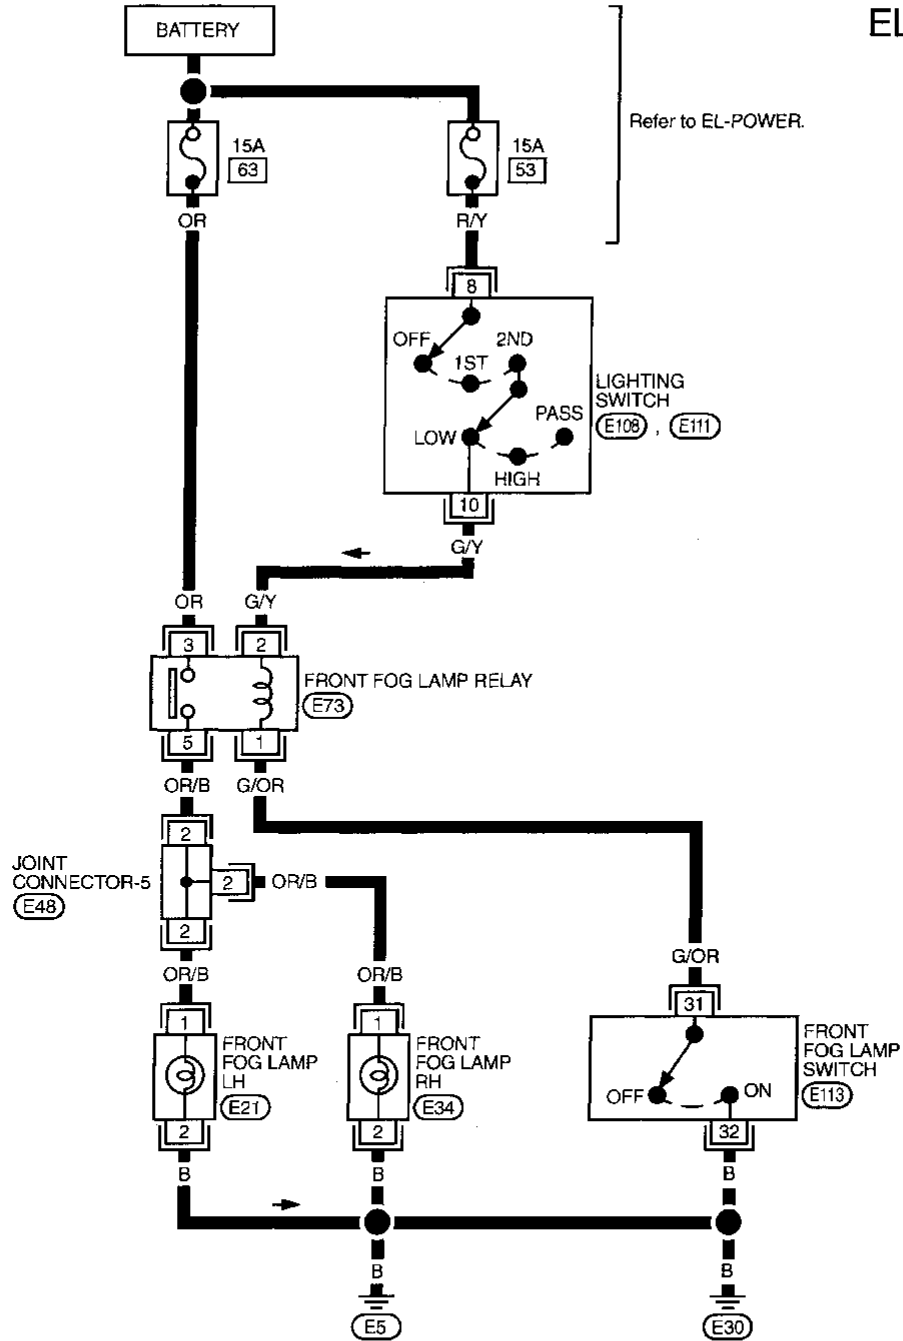 EL
BATTERY
Refer to EL-POWER.
15A
63
15A
53
OR
R/Y
8
OFF
2ND
1ST
LIGHTING
SWITCH
E108 , E111
PASS
LOW
HIGH
10
G/Y
OR
G/Y
3
2
FRONT FOG LAMP RELAY
E73
5
1
OR/B
G/OR
2
JOINT
CONNECTOR-5
E48
2
OR/B
2
OR/B
OR/B
G/OR
31
1
FRONT
FOG LAMP
LH
E21
1
FRONT
FOG LAMP
RH
E34
FRONT
FOG LAMP
SWITCH
E113
OFF
ON
2
2
32
B
B
B
B
B
E5
E30